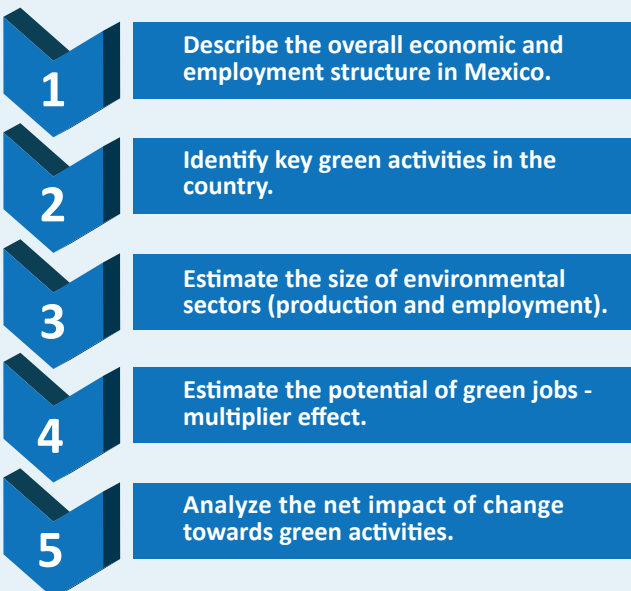 1
Describe the overall economic and
employment structure in Mexico.
2
Identify key green activities in the
country.
3
Estimate the size of environmental
sectors (production and employment).
4
Estimate the potential of green jobs -
multiplier effect.
5
Analyze the net impact of change
towards green activities.